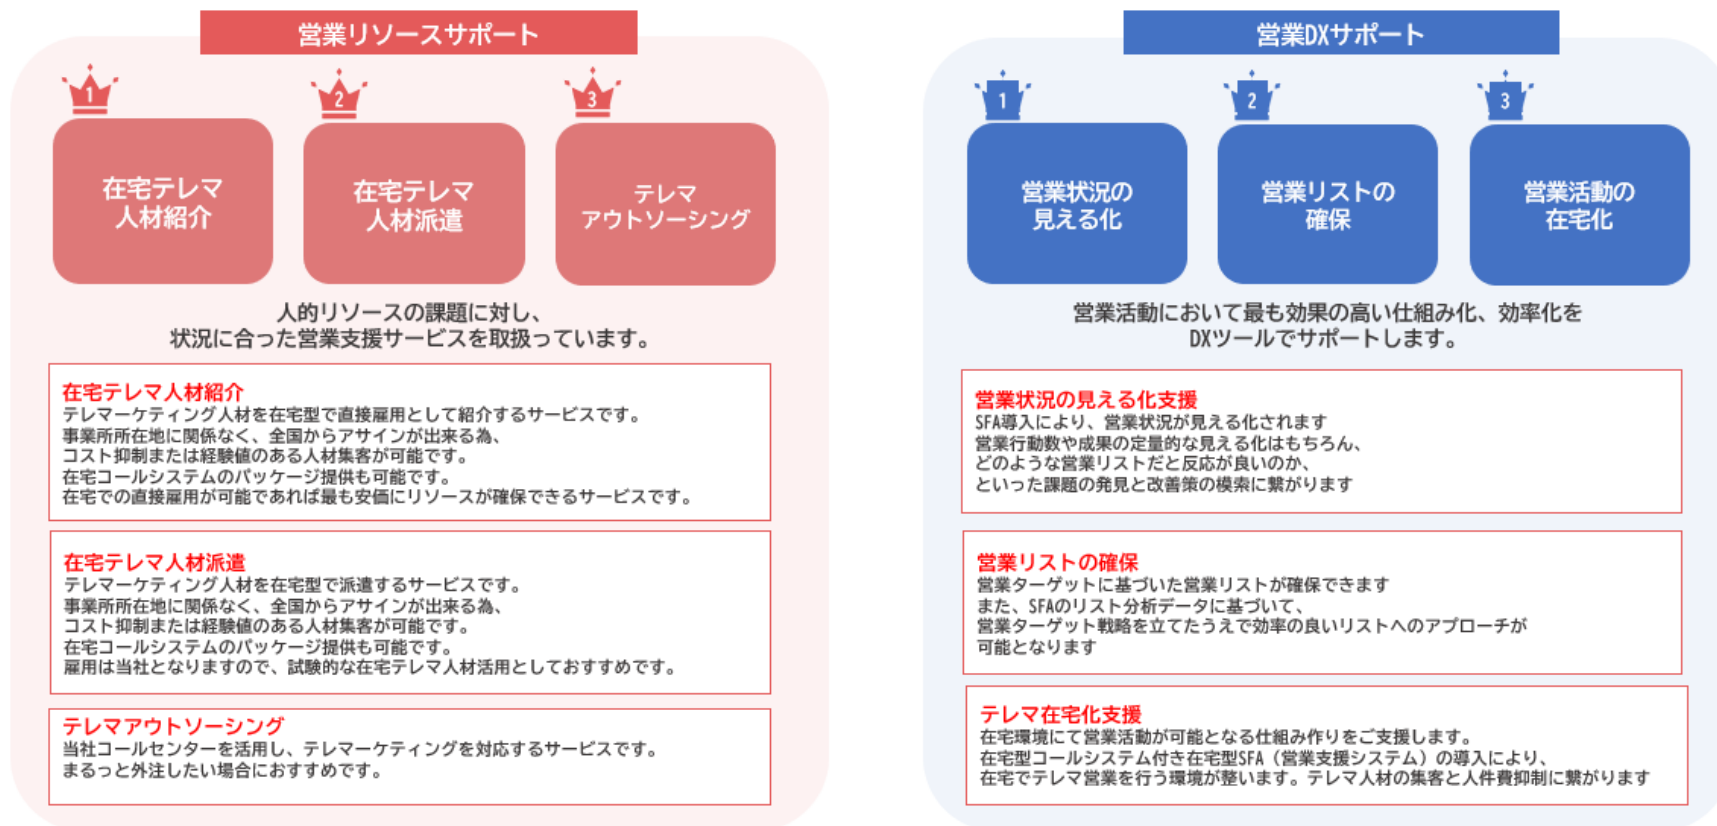 営業リソースサポート
1
2
3
在宅テレマ
人材紹介
在宅テレマ
人材派遣
テレマ
アウトソーシング
人的リソースの課題に対し、
状況に合った営業支援サービスを取扱っています。
在宅テレマ人材紹介
テレマーケティング人材を在宅型で直接雇用として紹介するサービスです。
事業所所在地に関係なく、全国からアサインが出来る為、
コスト抑制または経験値のある人材集客が可能です。
在宅コールシステムのパッケージ提供も可能です。
在宅での直接雇用が可能であれば最も安価にリソースが確保できるサービスです。
在宅テレマ人材派遣
テレマーケティング人材を在宅型で派遣するサービスです。
事業所所在地に関係なく、全国からアサインが出来る為、
コスト抑制または経験値のある人材集客が可能です。
在宅コールシステムのパッケージ提供も可能です。
雇用は当社となりますので、試験的な在宅テレマ人材活用としておすすめです。
テレマアウトソーシング
当社コールセンターを活用し、テレマーケティングを対応するサービスです。
まるっと外注したい場合におすすめです。
営業DXサポート
1
2
3
営業状況の
見える化
営業リストの
確保
営業活動の
在宅化
営業活動において最も効果の高い仕組み化、効率化を
DXツールでサポートします。
営業状況の見える化支援
SFA導入により、営業状況が見える化されます
営業行動数や成果の定量的な見える化はもちろん、
どのような営業リストだと反応が良いのか、
といった課題の発見と改善策の模索に繋がります
営業リストの確保
営業ターゲットに基づいた営業リストが確保できます
また、SFAのリスト分析データに基づいて、
営業ターゲット戦略を立てたうえで効率の良いリストへのアプローチが
可能となります
テレマ在宅化支援
在宅環境にて営業活動が可能となる仕組み作りをご支援します。
在宅型コールシステム付き在宅型SFA（営業支援システム）の導入により、
在宅でテレマ営業を行う環境が整います。テレマ人材の集客と人件費抑制に繋がります